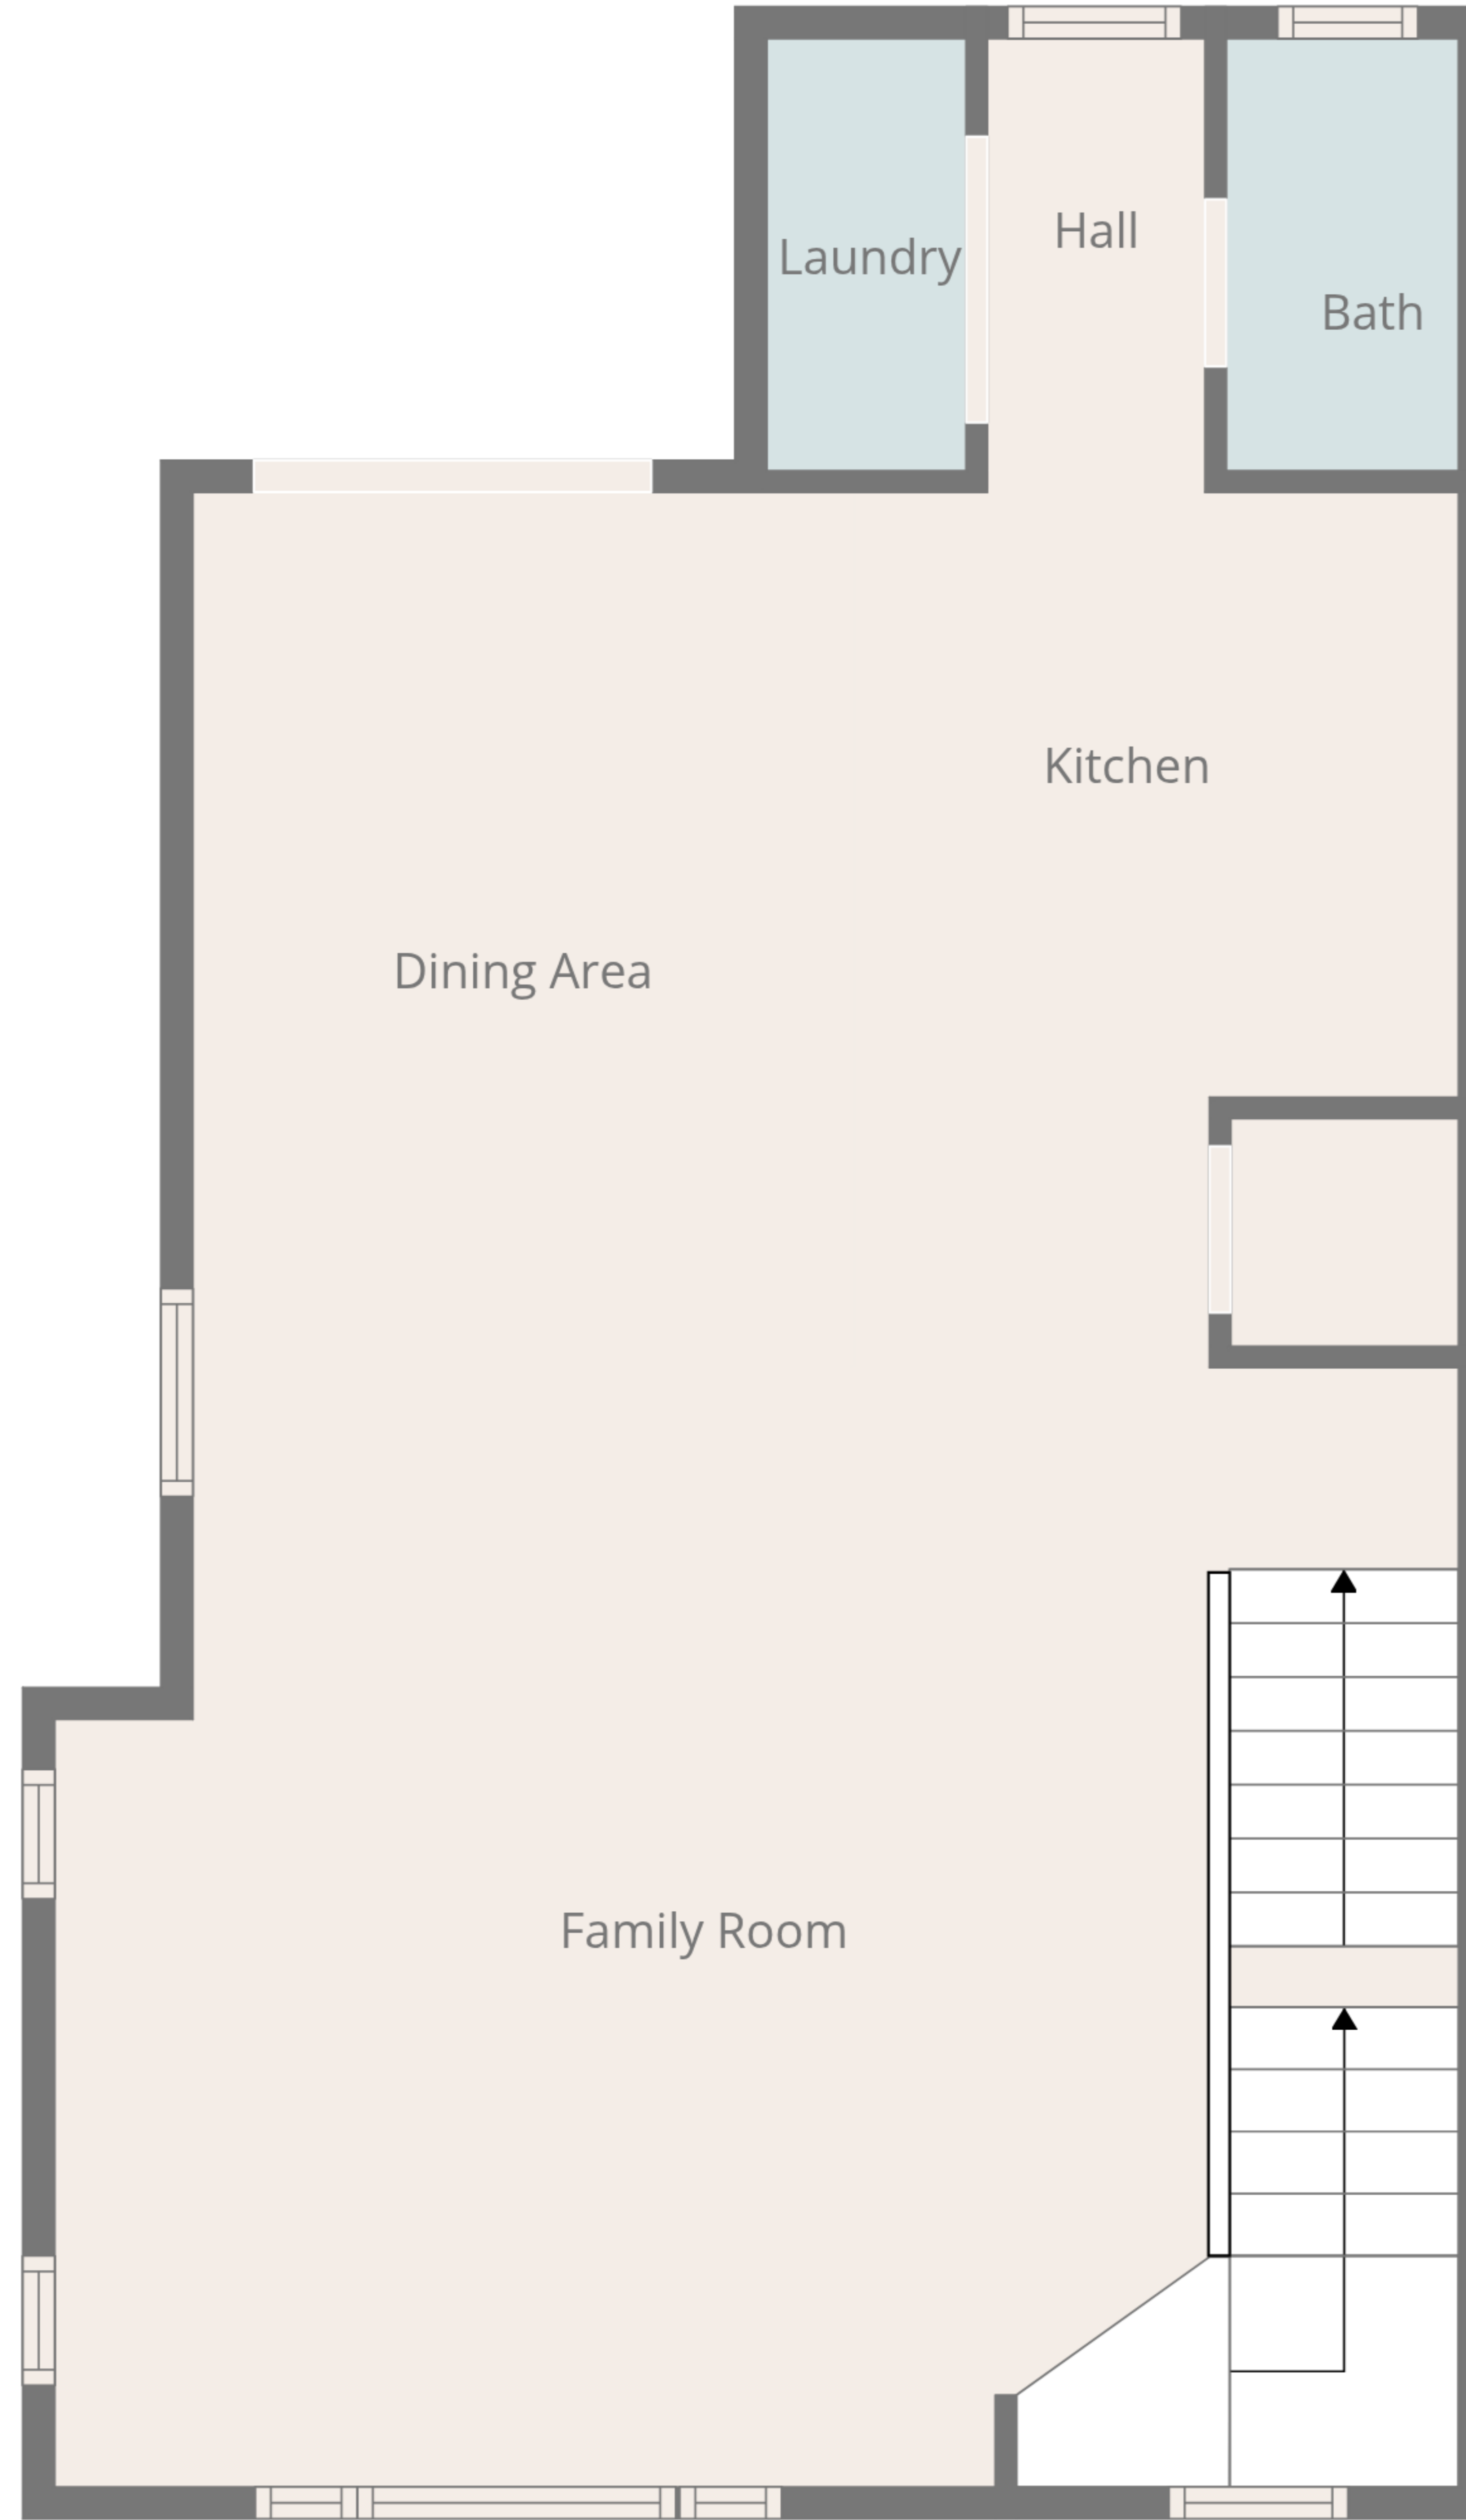 Hall
Laundry
Bath
Kitchen
Dining Area
Family Room